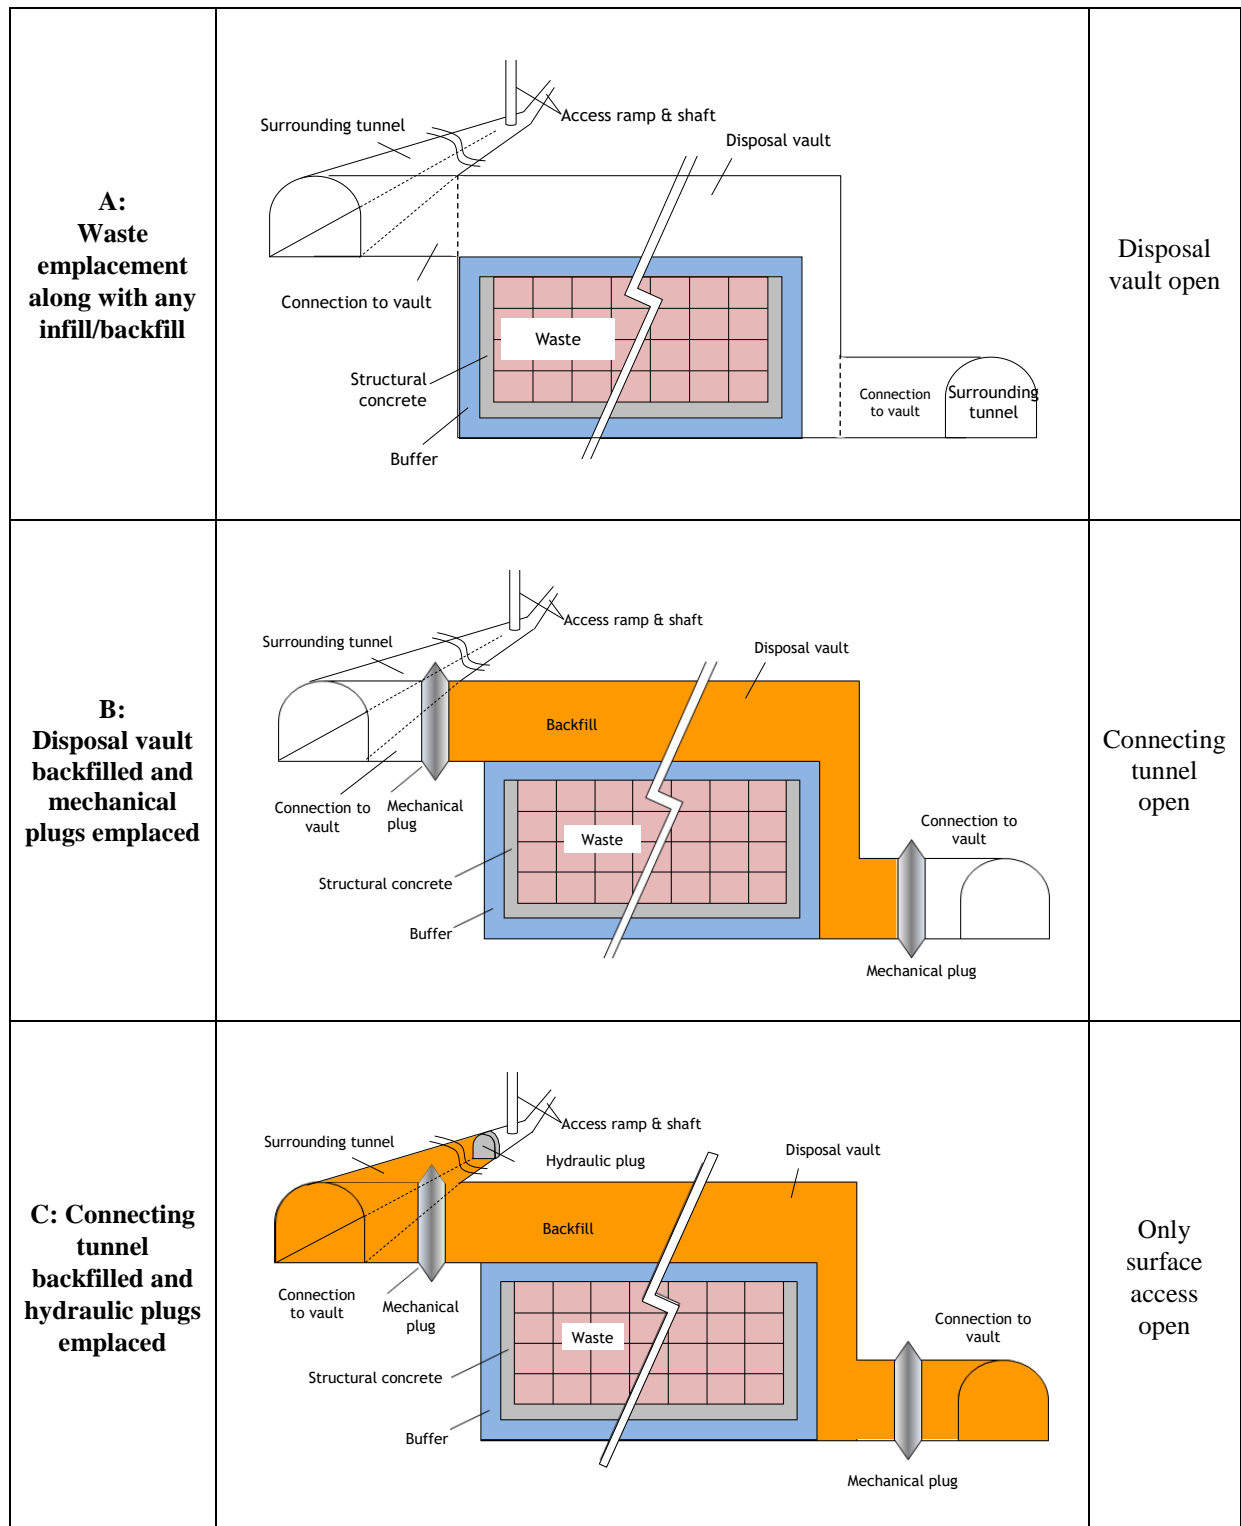 A:
Waste
emplacement
along with any
infill/backfill
Access ramp & shaft
Surrounding tunnel
Disposal vault
Connection to vault
Waste
Structural
concrete
Buffer
Connection
to vault
Surrounding
tunnel
Disposal
vault open
B:
Disposal vault
backfilled and
mechanical
plugs emplaced
Access ramp & shaft
Surrounding tunnel
Disposal vault
Backfill
Connection to
vault
Mechanical
plug
Waste
Structural concrete
Buffer
Connection to
vault
Mechanical plug
Connecting
tunnel
open
C: Connecting
tunnel
backfilled and
hydraulic plugs
emplaced
Access ramp & shaft
Surrounding tunnel
Hydraulic plug
Disposal vault
Backfill
Connection
to vault
Mechanical
plug
Waste
Structural concrete
Buffer
Connection to
vault
Mechanical plug
Only
surface
access
open